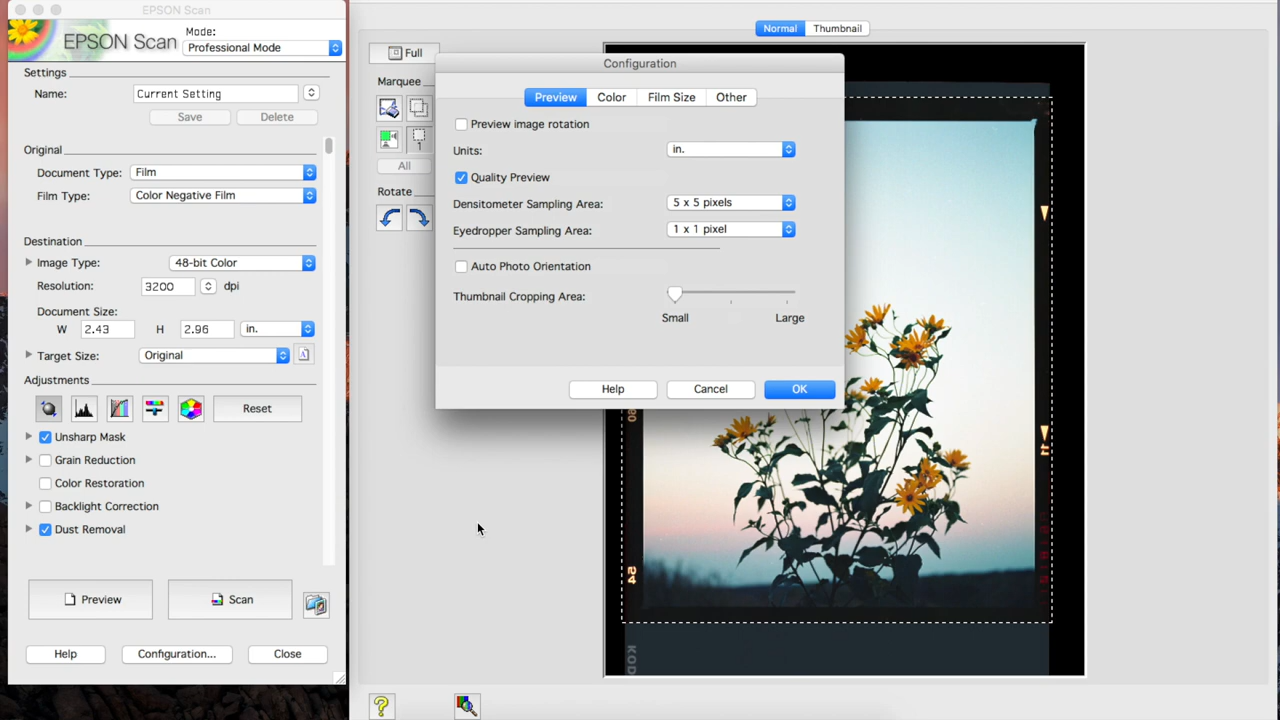 EPSON Scan
EPSON Scan
Mode:
Professional Mode
Settings
Name: Current Setting
Save Delete
Original
Document Type: Film
Film Type: Color Negative Film
Destination
Image Type: 48-bit Color
Resolution: 3200 dpi
Document Size:
W 2.43 H 2.96 in.
Target Size: Original
Adjustments
Reset
Unsharp Mask
Grain Reduction
Color Restoration
Backlight Correction
Dust Removal
Preview Scan
Help Configuration... Close
Normal Thumbnail
Full
Marquee
1
All
Rotate
Configuration
Preview Color Film Size Other
Preview image rotation
Units: in.
Quality Preview
Densitometer Sampling Area: 5 x 5 pixels
Eyedropper Sampling Area: 1 x 1 pixel
Auto Photo Orientation
Thumbnail Cropping Area:
Small Large
Help Cancel OK
KOD